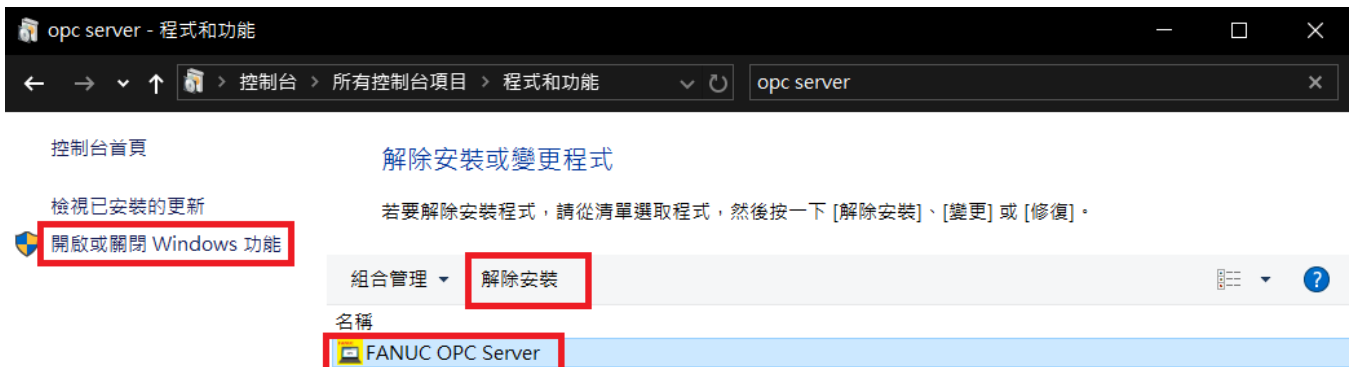 opc server - 程式和功能
控制台 > 所有控制台項目 > 程式和功能
opc server
控制台首頁
解除安裝或變更程式
檢視已安裝的更新
若要解除安裝程式，請從清單選取程式，然後按一下 [解除安裝]、[變更] 或 [修復]。
開啟或關閉 Windows 功能
組合管理
解除安裝
名稱
FANUC OPC Server